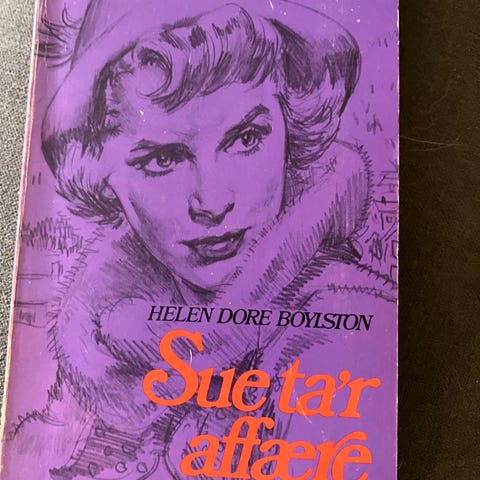 HELEN DORE BOYLSTON
Sue ta'r
affære